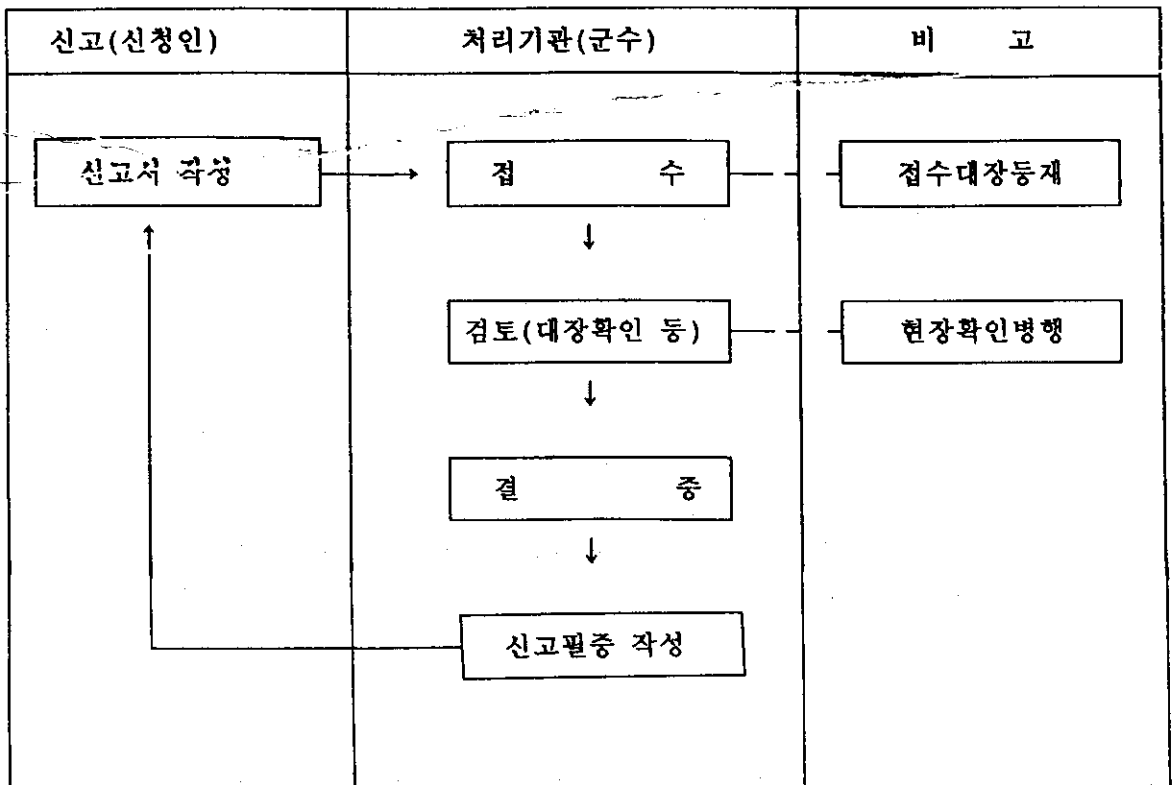 신고(신청인) 처리기관(군수) 비 고
신고서 작성 접 수 접수대장등재
검토(대장확인 등) 현장확인병행
결 중
신고필증 작성